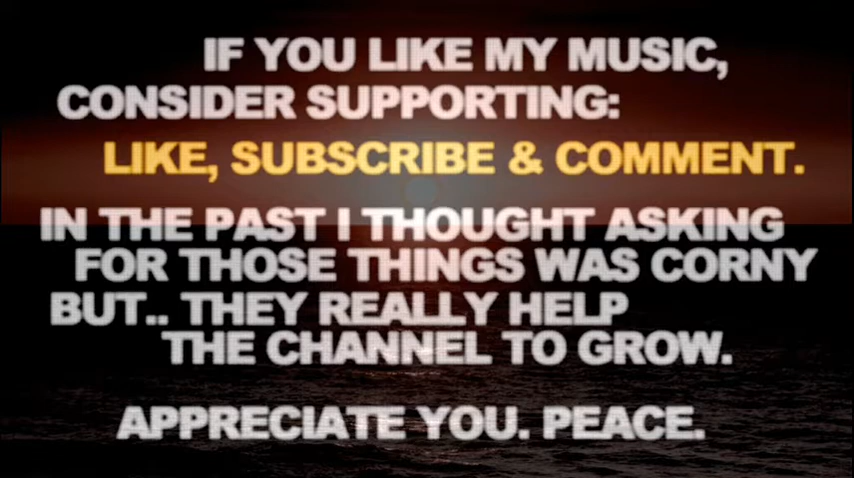 IF YOU LIKE MY MUSIC,
CONSIDER SUPPORTING:
LIKE, SUBSCRIBE & COMMENT.
IN THE PAST I THOUGHT ASKING
FOR THOSE THINGS WAS CORNY
BUT.. THEY REALLY HELP
THE CHANNEL TO GROW.
APPRECIATE YOU. PEACE.